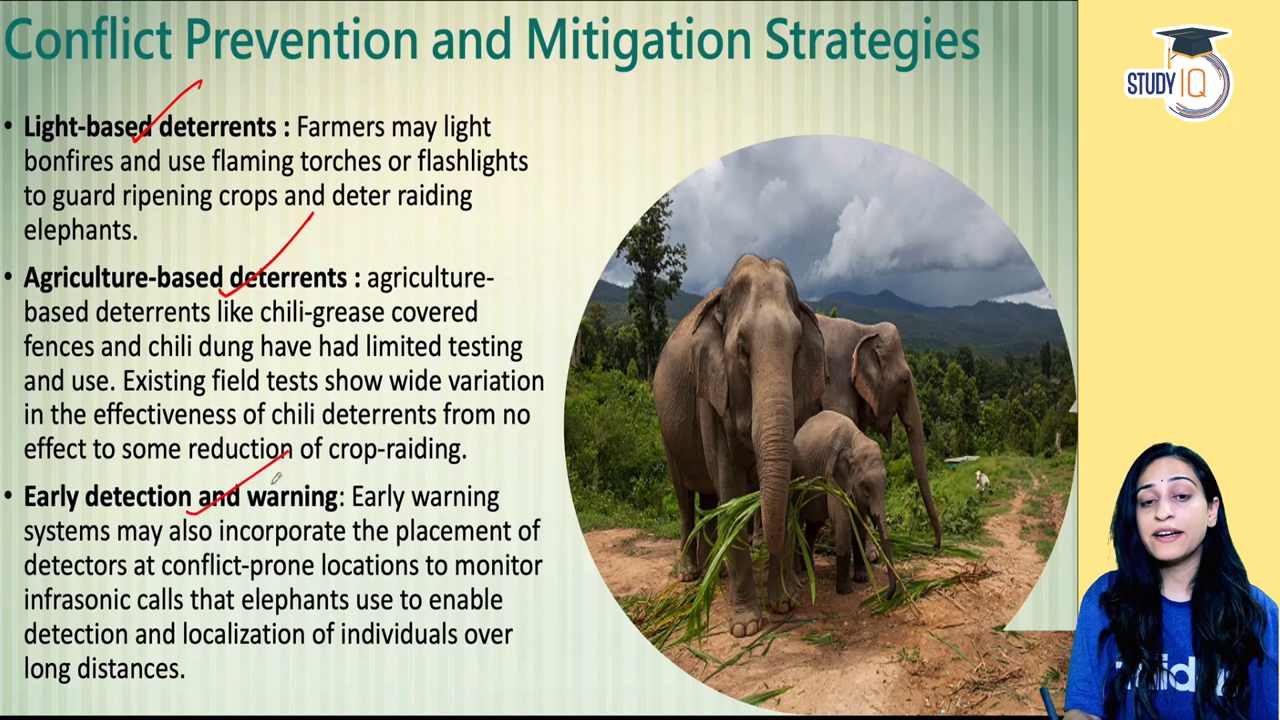 Conflict Prevention and Mitigation Strategies
STUDY IQ
• Light-based deterrents : Farmers may light
bonfires and use flaming torches or flashlights
to guard ripening crops and deter raiding
elephants.
• Agriculture-based deterrents : agriculture-
based deterrents like chili-grease covered
fences and chili dung have had limited testing
and use. Existing field tests show wide variation
in the effectiveness of chili deterrents from no
effect to some reduction of crop-raiding.
• Early detection and warning: Early warning
systems may also incorporate the placement of
detectors at conflict-prone locations to monitor
infrasonic calls that elephants use to enable
detection and localization of individuals over
long distances.